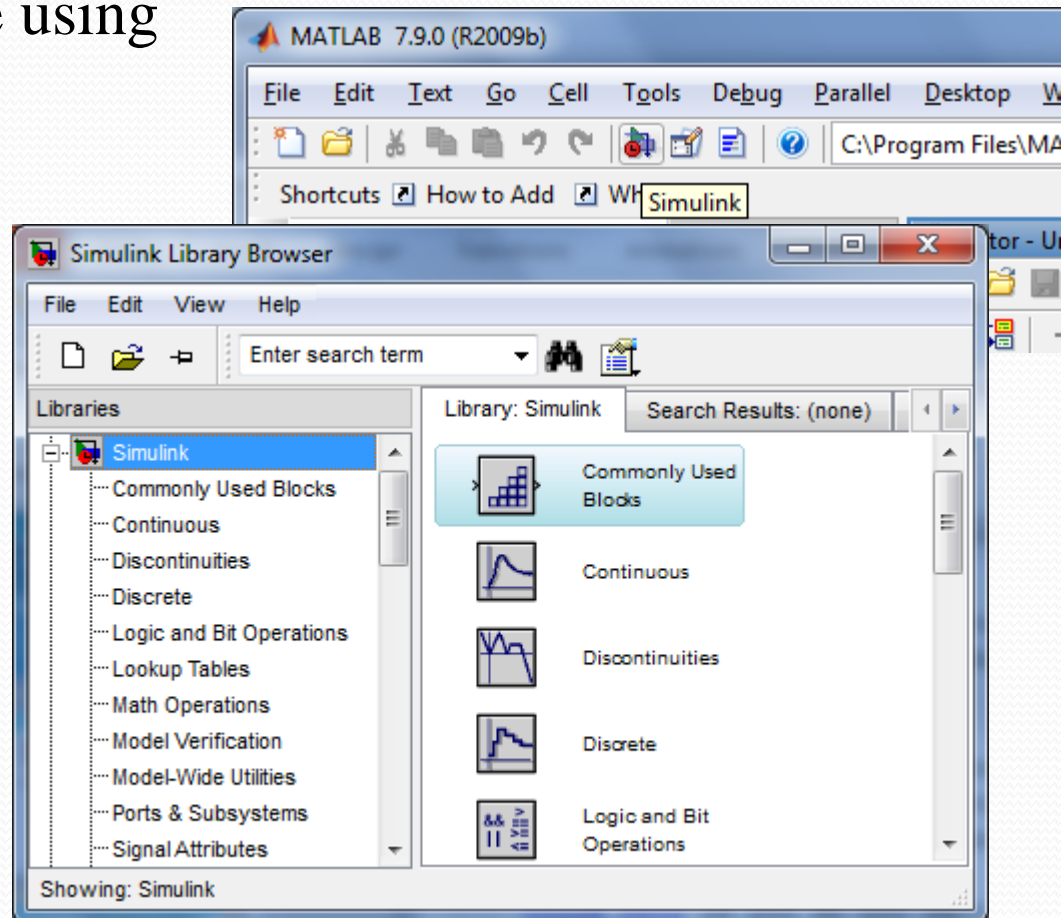 using
MATLAB 7.9.0 (R2009b)
File Edit Text Go Cell Tools Debug Parallel Desktop
C:\Program Files\MA
Shortcuts How to Add
Simulink
Simulink Library Browser
File Edit View Help
Enter search term
Libraries
Library: Simulink Search Results: (none)
Simulink
Commonly Used Blocks
Continuous
Discontinuities
Discrete
Logic and Bit Operations
Lookup Tables
Math Operations
Model Verification
Model-Wide Utilities
Ports & Subsystems
Signal Attributes
Commonly Used
Blocks
Continuous
Discontinuities
Discrete
&& > >= <= ||
Logic and Bit
Operations
Showing: Simulink